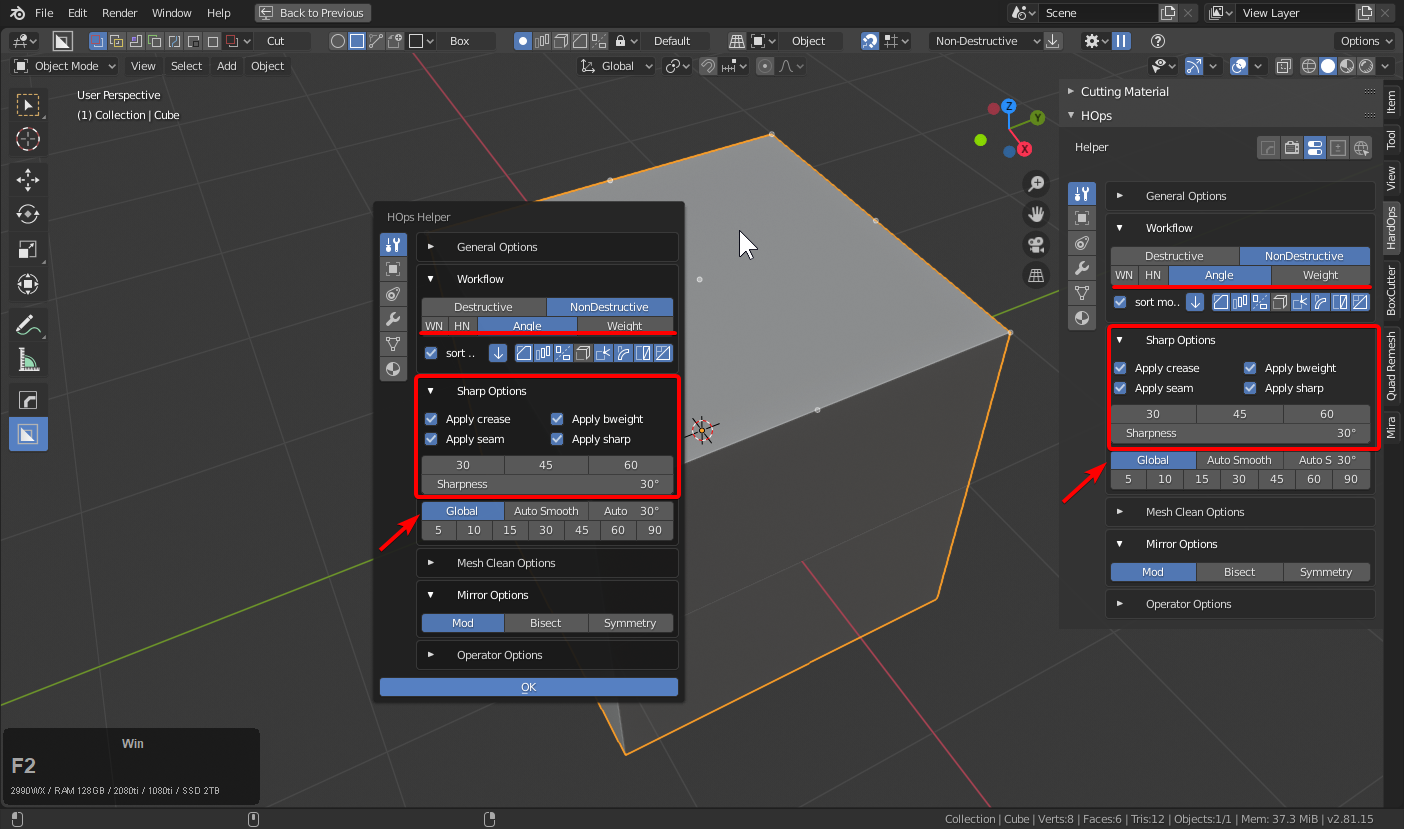 File Edit Render Window Help Back to Previous Scene View Layer
Cut Box Default Object Non-Destructive Options
Object Mode View Select Add Object Global
User Perspective
(1) Collection | Cube
Z
Y
X
HOps Helper
General Options
Workflow
Destructive NonDestructive
WN HN Angle Weight
sort ..
Sharp Options
Apply crease Apply bweight
Apply seam Apply sharp
30 45 60
Sharpness 30°
Global Auto Smooth Auto 30°
5 10 15 30 45 60 90
Mesh Clean Options
Mirror Options
Mod Bisect Symmetry
Operator Options
OK
Cutting Material
HOps
Helper
General Options
Workflow
Destructive NonDestructive
WN HN Angle Weight
sort mo..
Sharp Options
Apply crease Apply bweight
Apply seam Apply sharp
30 45 60
Sharpness 30°
Global Auto Smooth Auto S 30°
5 10 15 30 45 60 90
Mesh Clean Options
Mirror Options
Mod Bisect Symmetry
Operator Options
Item
Tool
View
HardOps
BoxCutter
Quad Remesh
Mira
Win
F2
2990WX / RAM 128GB / 2080ti / 1080ti / SSD 2TB
Collection | Cube | Verts:8 | Faces:6 | Tris:12 | Objects:1/1 | Mem: 37.3 MiB | v2.81.15